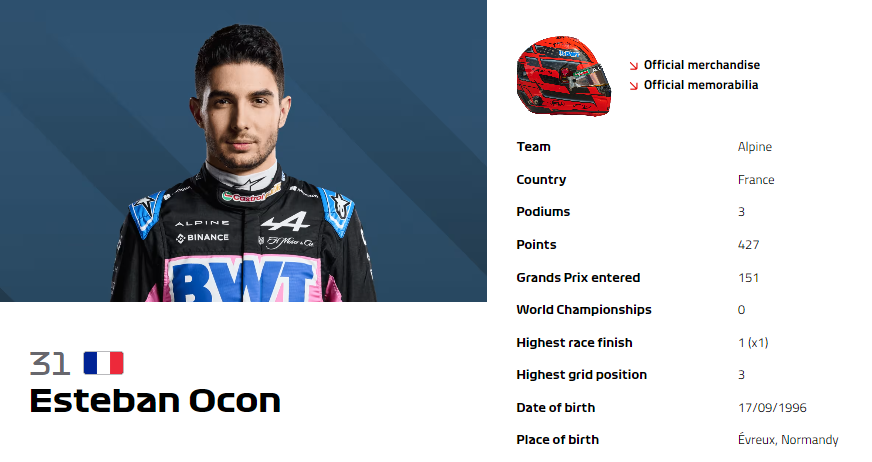 Castrol
ALPINE
BINANCE
H. Moser & Cie
BWT
31
Esteban Ocon
Official merchandise
Official memorabilia
Team Alpine
Country France
Podiums 3
Points 427
Grands Prix entered 151
World Championships 0
Highest race finish 1 (x1)
Highest grid position 3
Date of birth 17/09/1996
Place of birth Évreux, Normandy